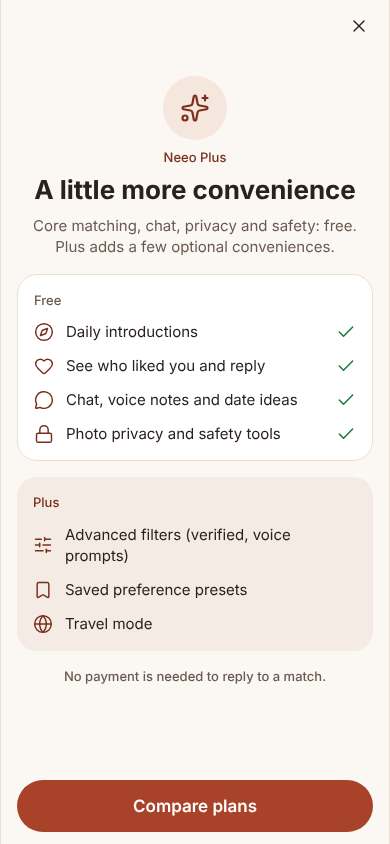 Neeo Plus
A little more convenience
Core matching, chat, privacy and safety: free.
Plus adds a few optional conveniences.
Free
Daily introductions
See who liked you and reply
Chat, voice notes and date ideas
Photo privacy and safety tools
Plus
Advanced filters (verified, voice
prompts)
Saved preference presets
Travel mode
No payment is needed to reply to a match.
Compare plans